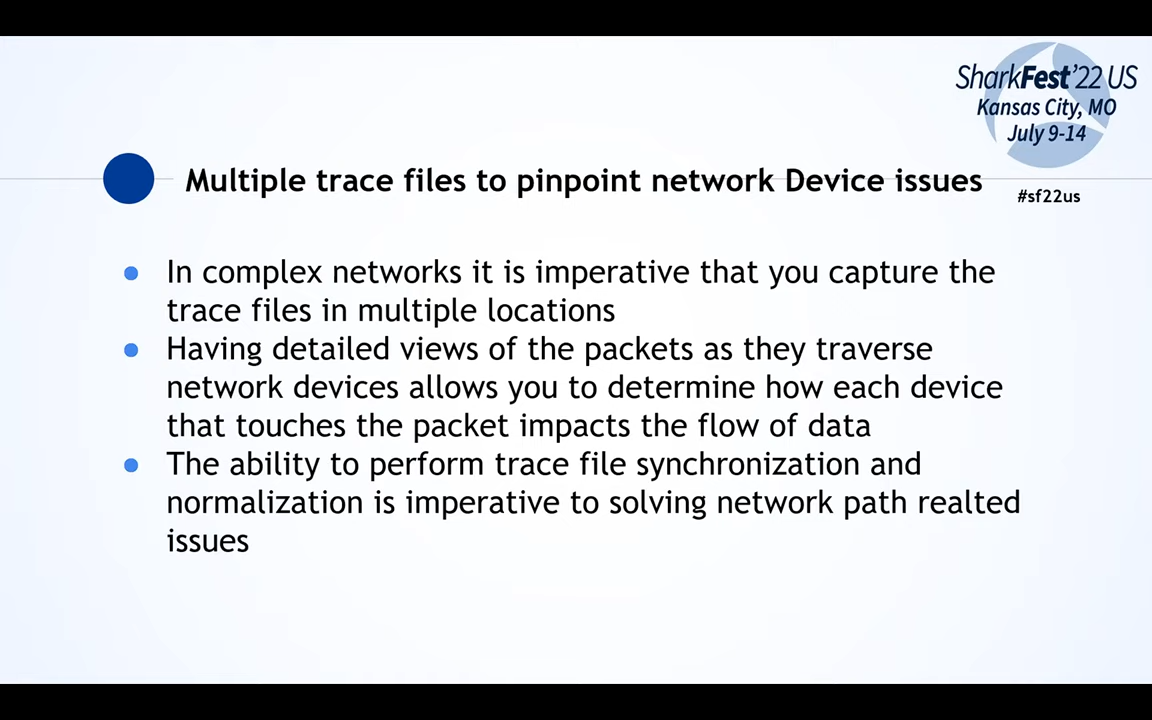 SharkFest'22 US
Kansas City, MO
July 9-14
Multiple trace files to pinpoint network Device issues
#sf22us
In complex networks it is imperative that you capture the
trace files in multiple locations
Having detailed views of the packets as they traverse
network devices allows you to determine how each device
that touches the packet impacts the flow of data
The ability to perform trace file synchronization and
normalization is imperative to solving network path realted
issues